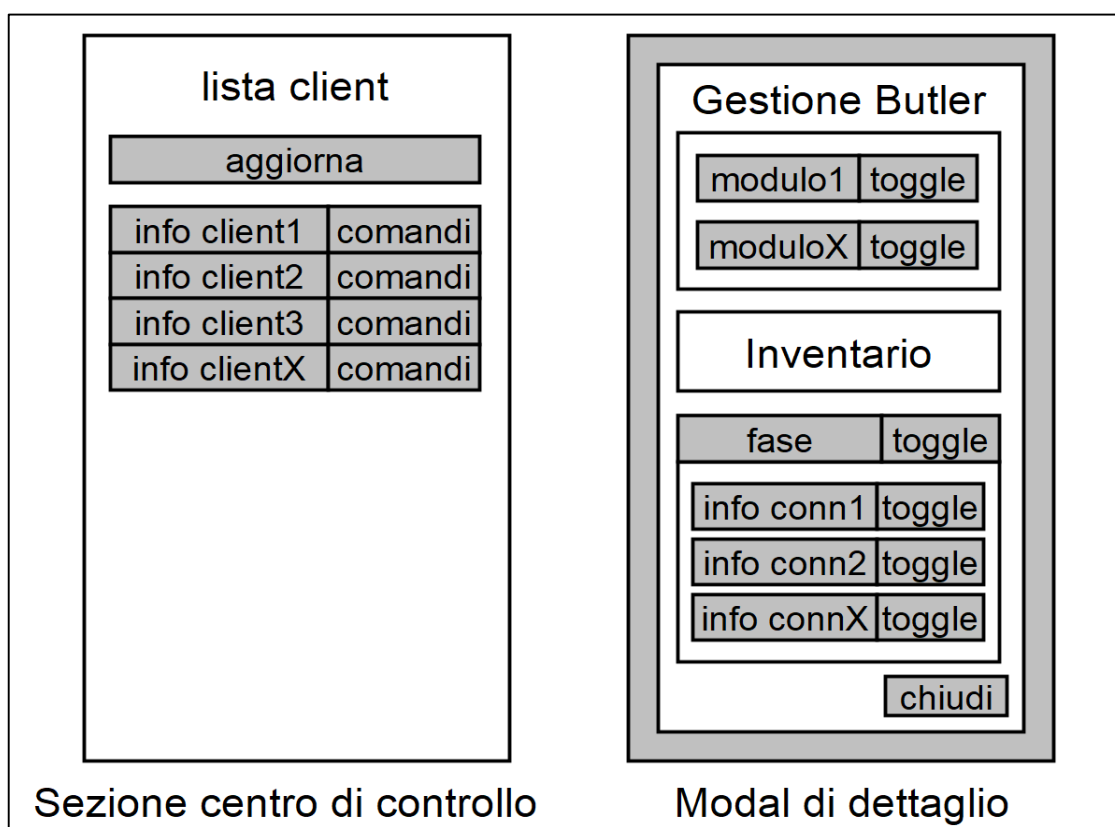 lista client
aggiorna
info client1 comandi
info client2 comandi
info client3 comandi
info clientX comandi
Sezione centro di controllo
Gestione Butler
modulo1 toggle
moduloX toggle
Inventario
fase toggle
info conn1 toggle
info conn2 toggle
info connX toggle
chiudi
Modal di dettaglio